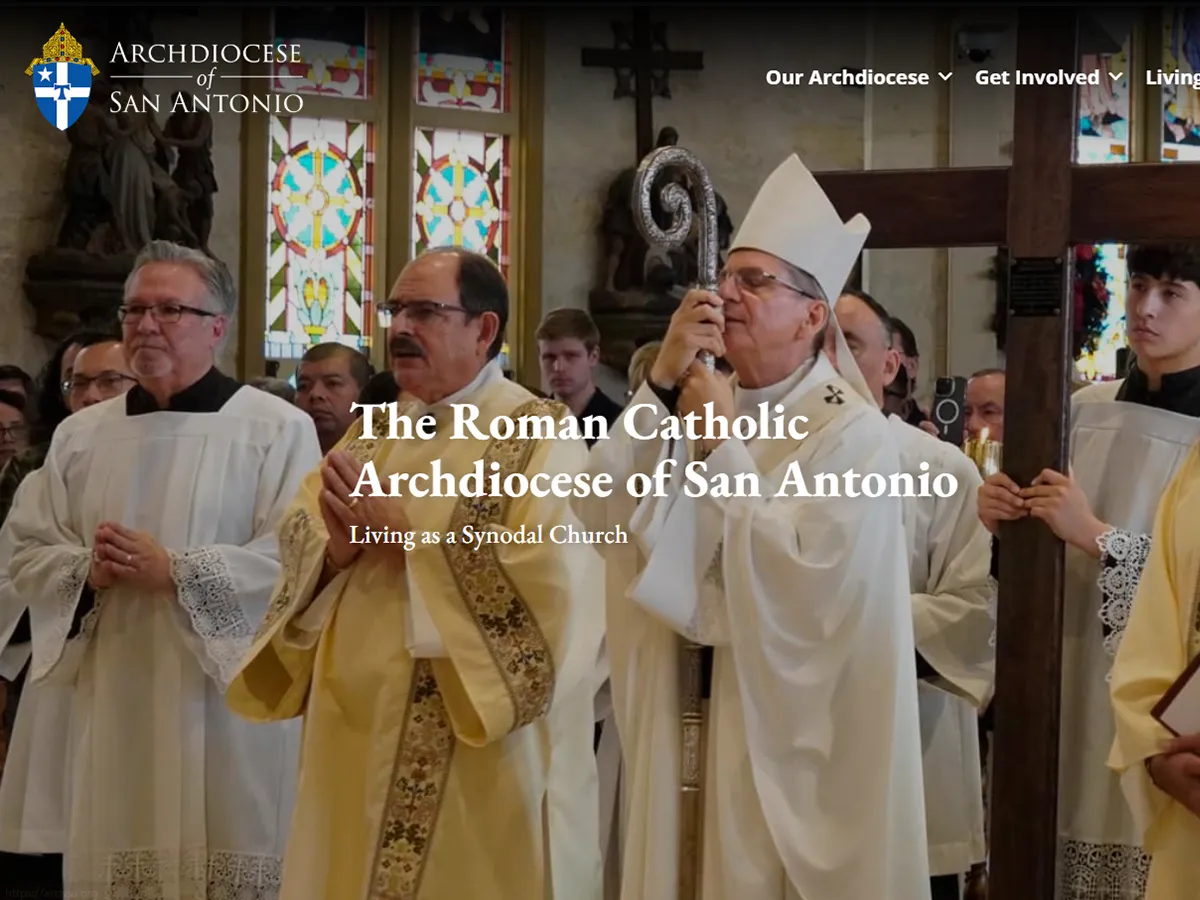 ARCHDIOCESE
of
SAN ANTONIO
Our Archdiocese
Get Involved
Living
The Roman Catholic
Archdiocese of San Antonio
Living as a Synodal Church